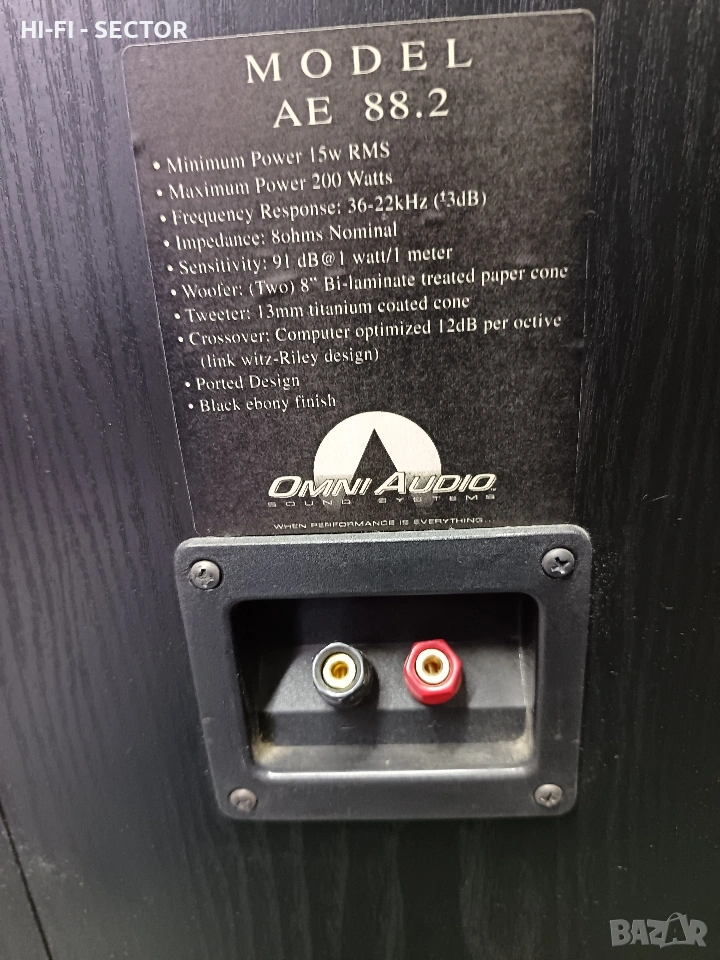 HI-FI - SECTOR
MODEL
AE 88.2
• Minimum Power 15w RMS
• Maximum Power 200 Watts
• Frequency Response: 36-22kHz (±3dB)
• Impedance: 8ohms Nominal
• Sensitivity: 91 dB@1 watt/1 meter
• Woofer: (Two) 8" Bi-laminate treated paper cone
• Tweeter: 13mm titanium coated cone
• Crossover: Computer optimized 12dB per octive
(link witz-Riley design)
• Ported Design
• Black ebony finish
OMNI AUDIO
SOUND SYSTEMS
WHEN PERFORMANCE IS EVERYTHING...
BAZAR